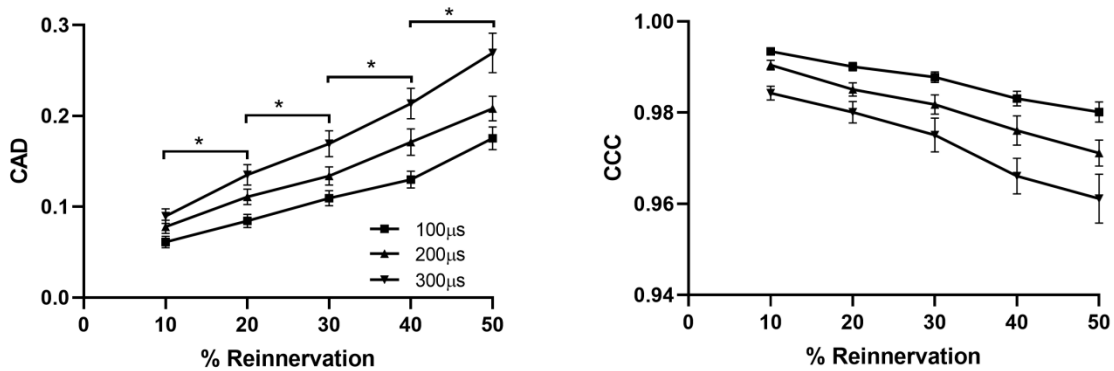 0.3
0.2
0.1
0.0
CAD
* * * *
100μs
200μs
300μs
0 10 20 30 40 50
% Reinnervation
1.00
0.98
0.96
0.94
CCC
0 10 20 30 40 50
% Reinnervation